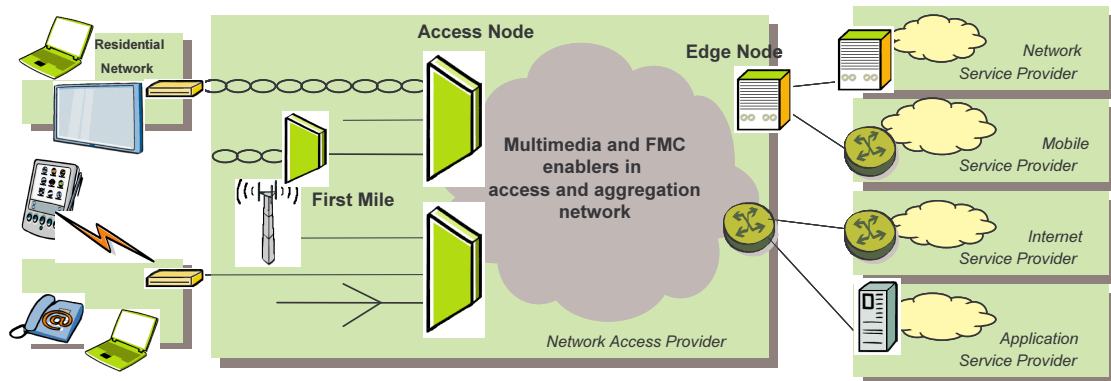 Residential
Network
Access Node
Edge Node
Multimedia and FMC
enablers in
access and aggregation
network
First Mile
Network Access Provider
Network
Service Provider
Mobile
Service Provider
Internet
Service Provider
Application
Service Provider
@